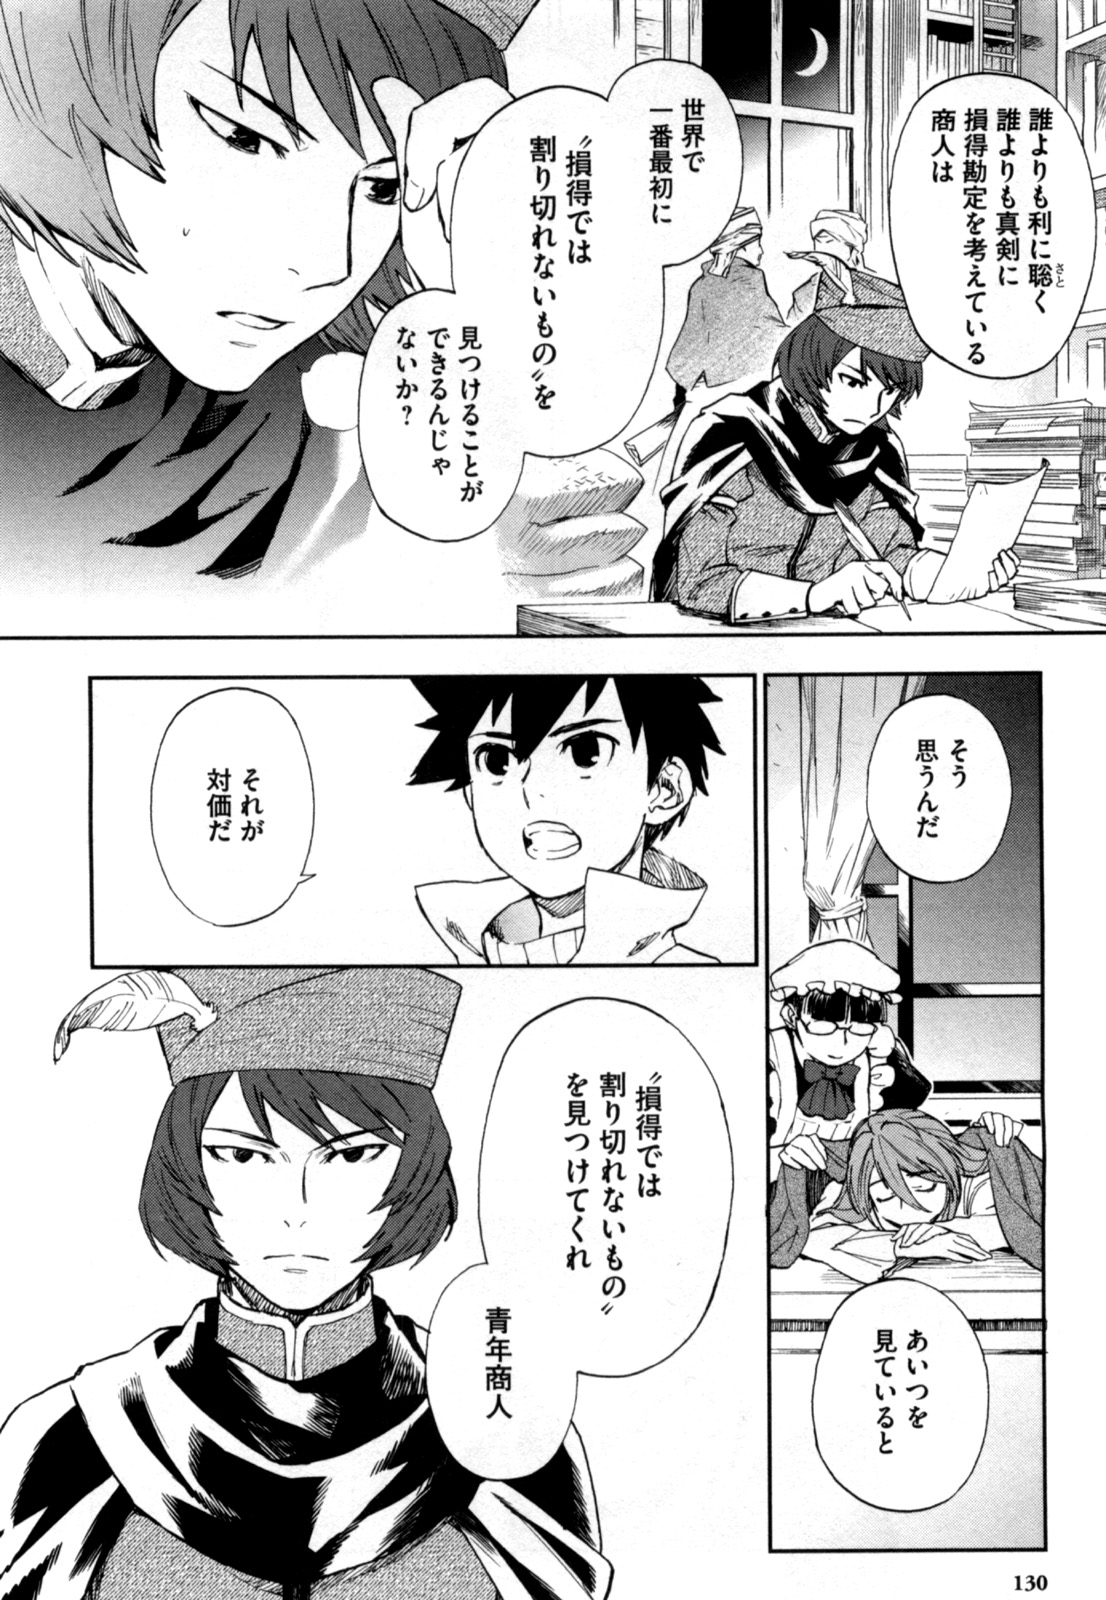 誰よりも利に聡く
さと
誰よりも真剣に
損得勘定を考えている
商人は
世界で
一番最初に
〝損得では
割り切れないもの〟を
見つけることが
できるんじゃ
ないか？
そう
思うんだ
あいつを
見ていると
それが
対価だ
〝損得では
割り切れないもの〟
を見つけてくれ
青年商人
130